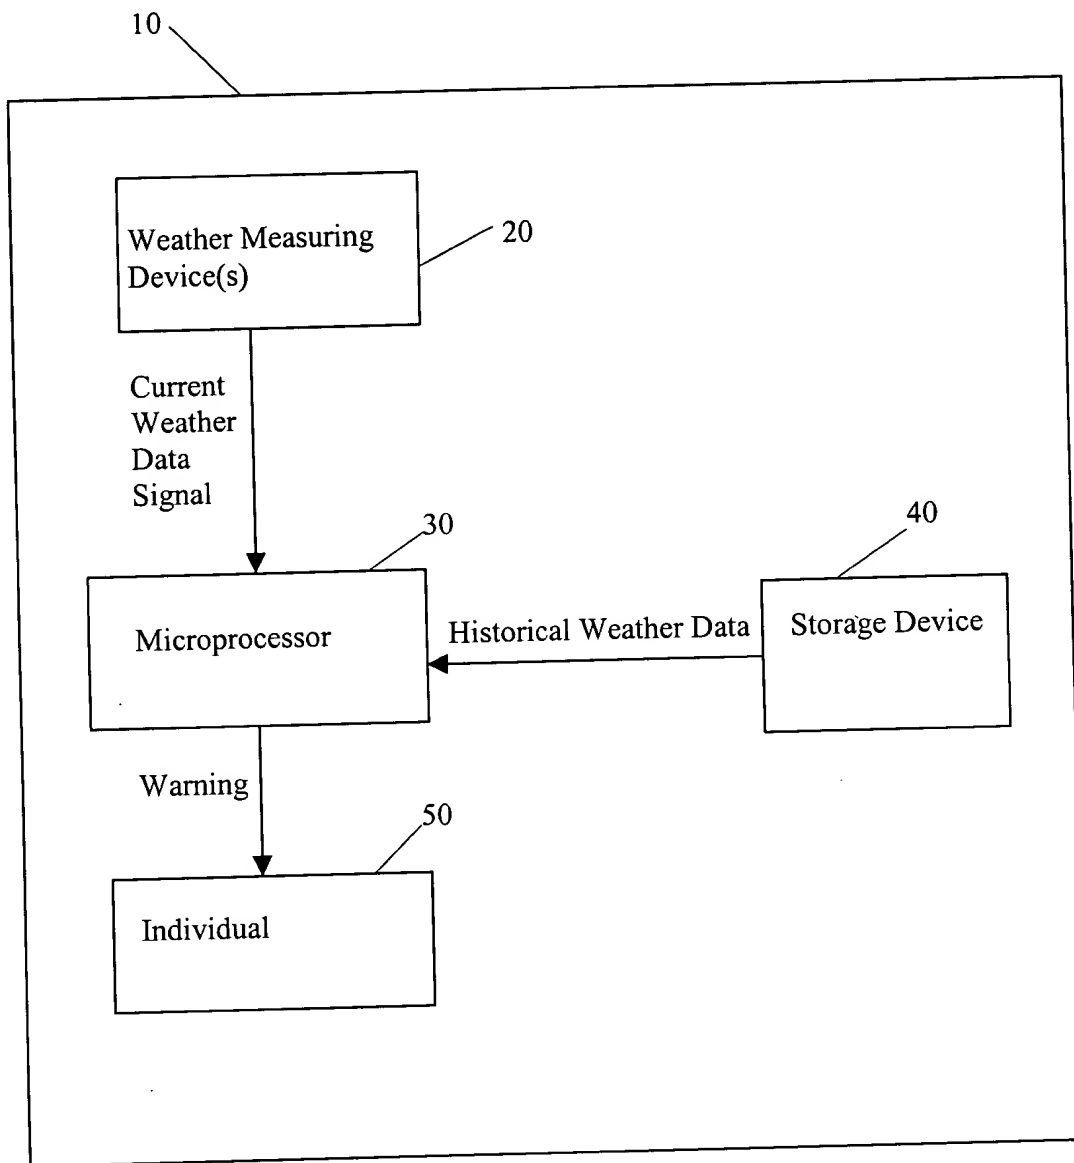 10
Weather Measuring
Device(s)
20
Current
Weather
Data
Signal
30
40
Microprocessor
Historical Weather Data
Storage Device
Warning
50
Individual